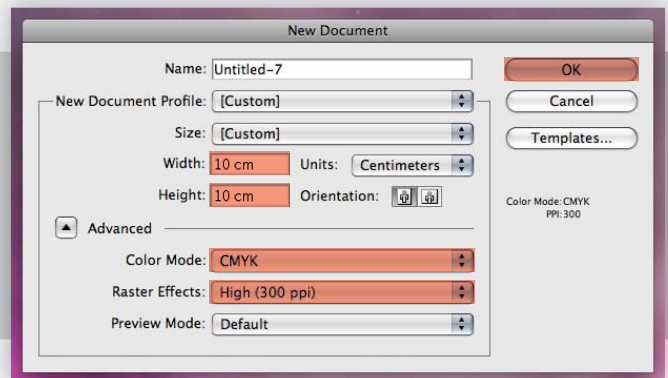 New Document
Name: Untitled-7
OK
New Document Profile: [Custom]
Cancel
Size: [Custom]
Templates...
Width: 10 cm Units: Centimeters
Height: 10 cm Orientation:
Color Mode: CMYK
PPI: 300
Advanced
Color Mode: CMYK
Raster Effects: High (300 ppi)
Preview Mode: Default